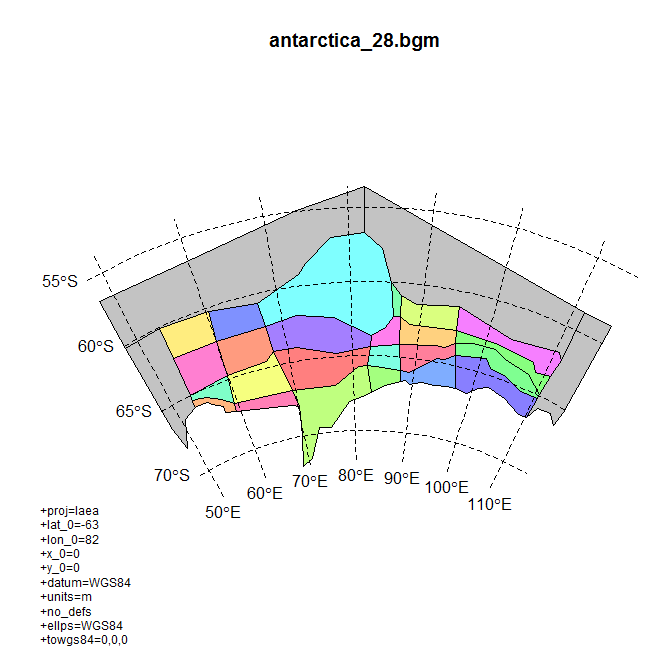 antarctica_28.bgm
55°S
60°S
65°S
70°S
50°E
60°E
70°E
80°E
90°E
100°E
110°E
+proj=laea
+lat_0=-63
+lon_0=82
+x_0=0
+y_0=0
+datum=WGS84
+units=m
+no_defs
+ellps=WGS84
+towgs84=0,0,0